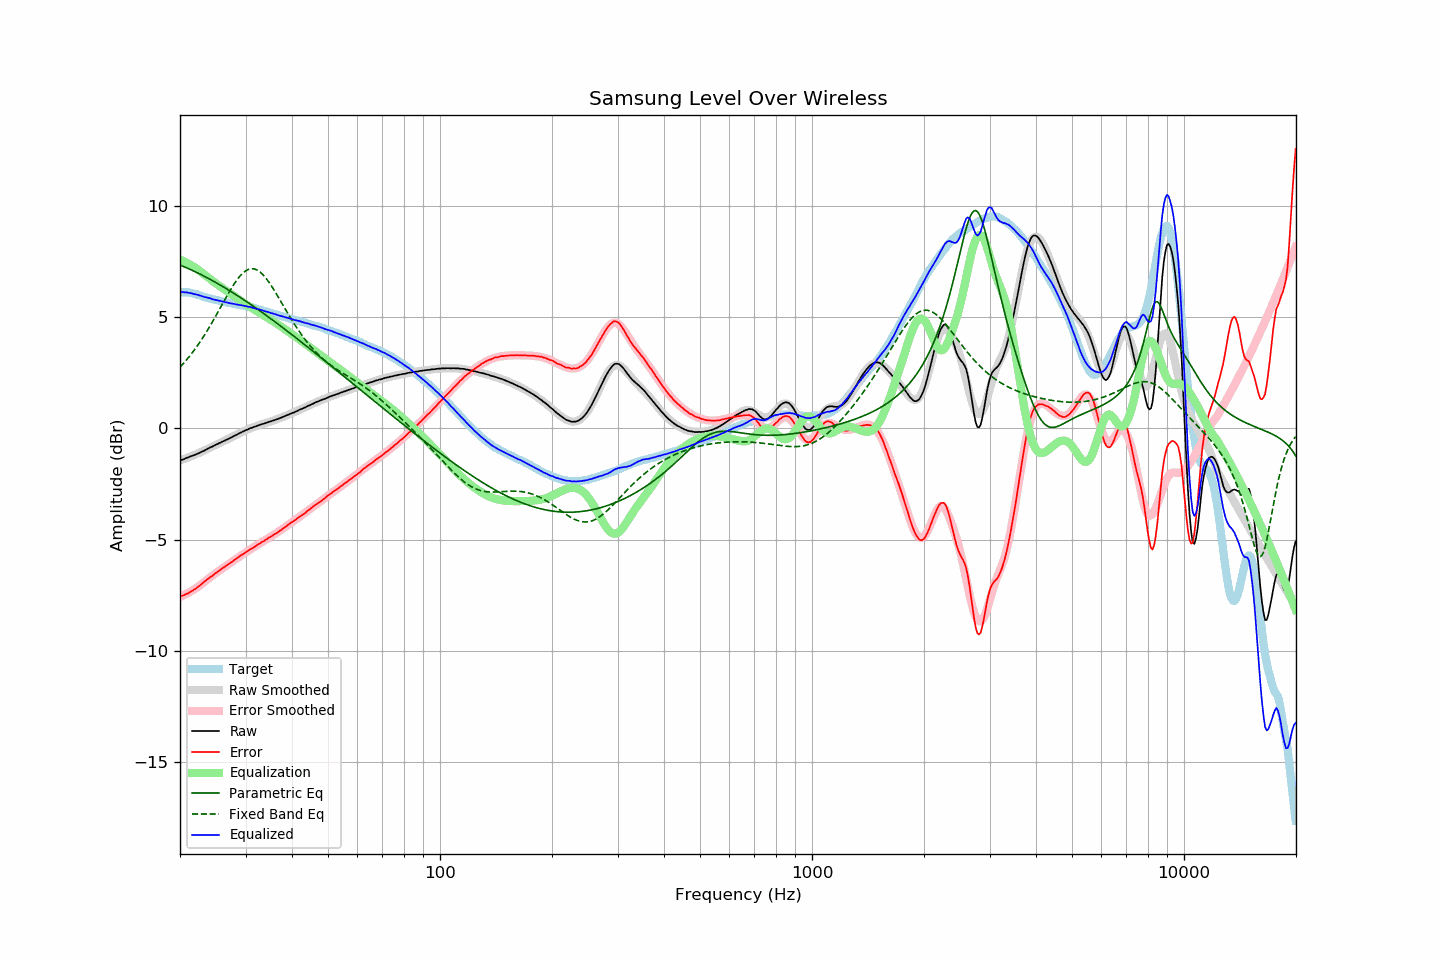 Samsung Level Over Wireless
Amplitude (dBr)
10
5
0
−5
−10
−15
Target
Raw Smoothed
Error Smoothed
Raw
Error
Equalization
Parametric Eq
Fixed Band Eq
Equalized
100
1000
10000
Frequency (Hz)